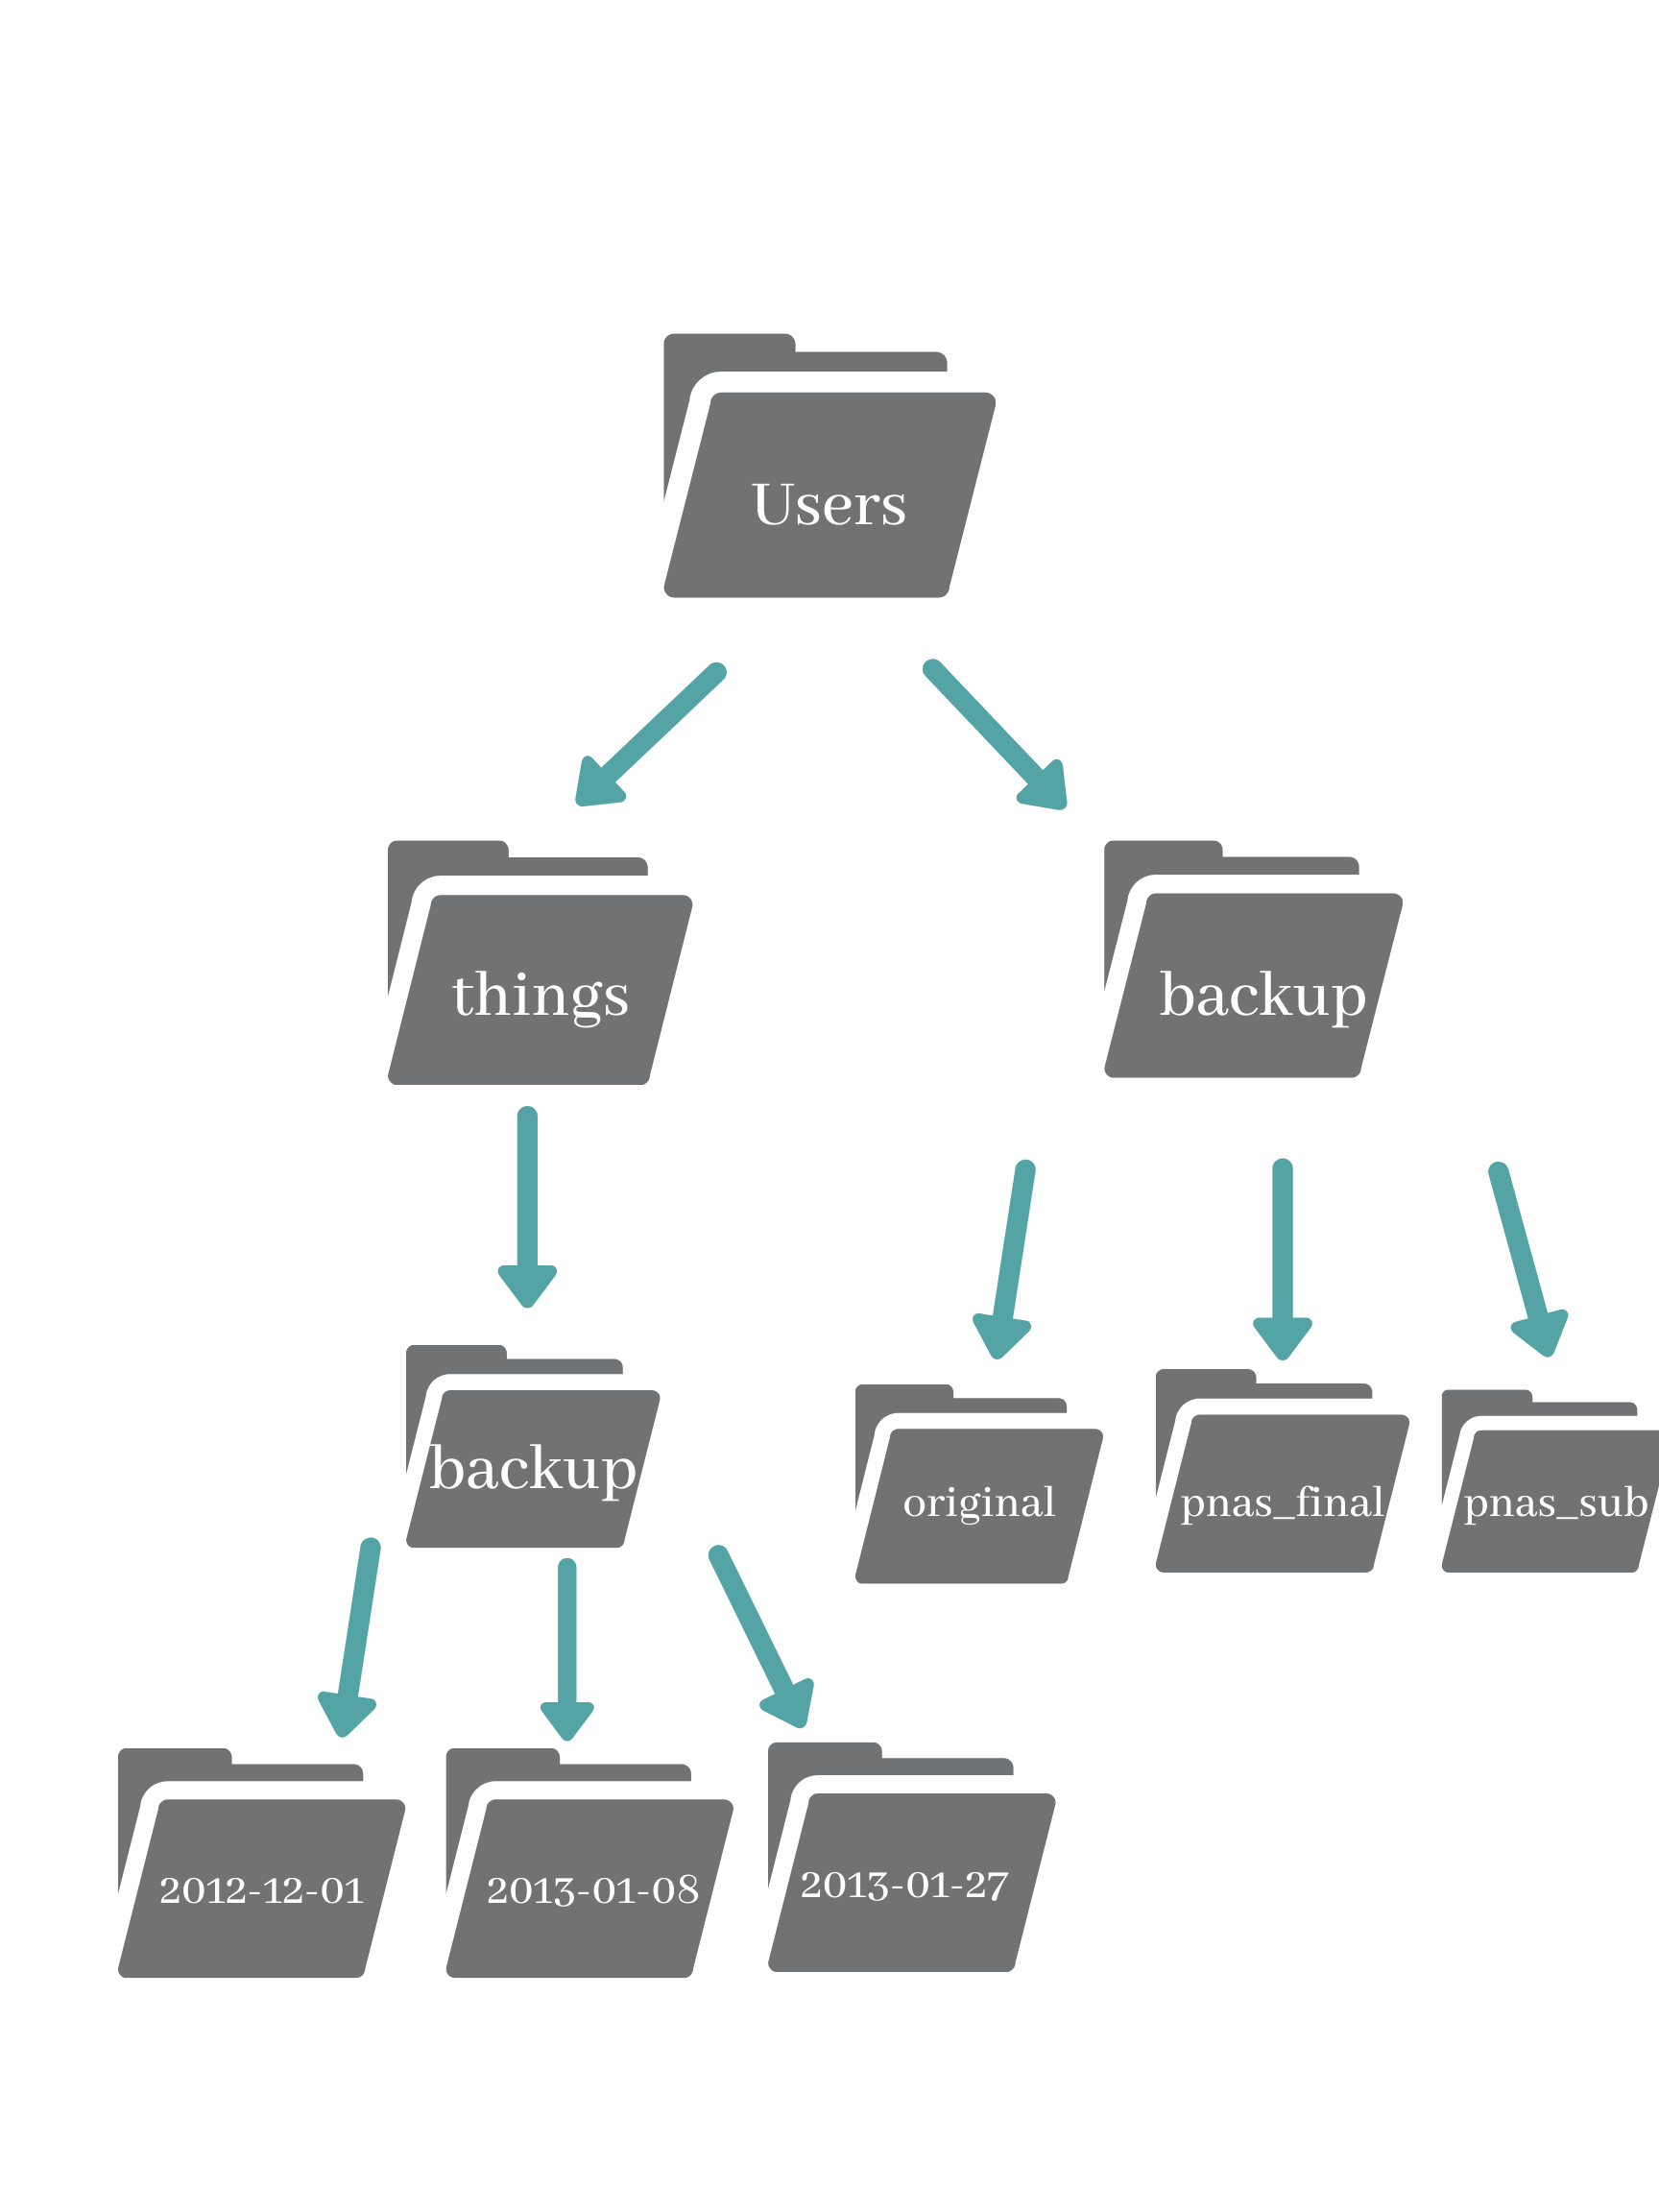 Users
things
backup
backup
original
pnas_final
pnas_sub
2012-12-01
2013-01-08
2013-01-27